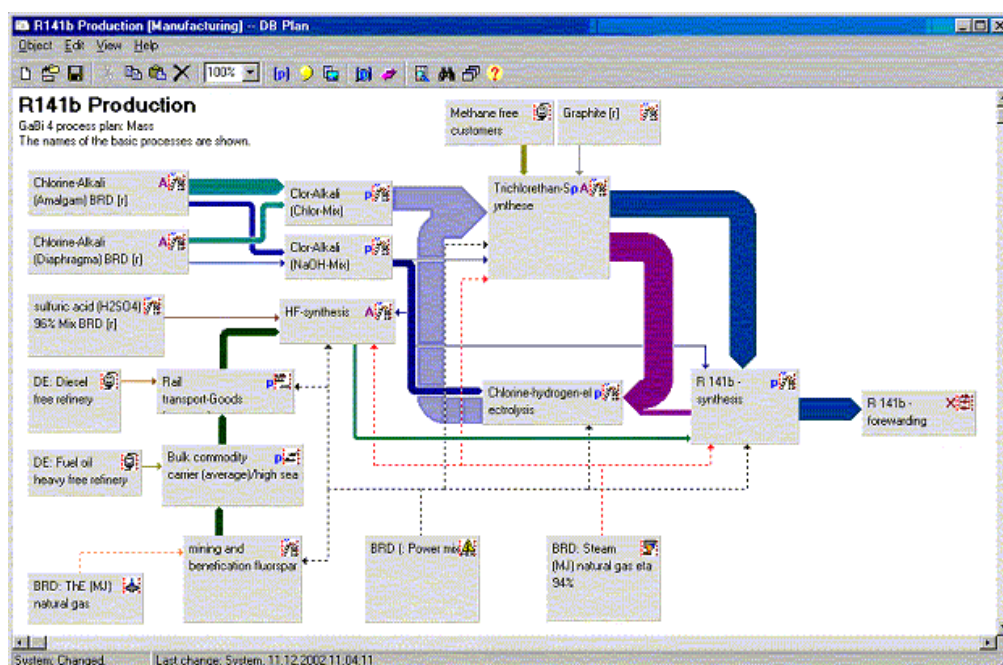 R141b Production [Manufacturing] -- DB Plan
Object Edit View Help
100%
R141b Production
GaBi 4 process plan: Mass
The names of the basic processes are shown.
Methane free
customers
Graphite [r]
Chlorine-Alkali
(Amalgam) BRD [r]
Clor-Alkali
(Chlor-Mix)
Trichlorethan-S
ynthese
Chlorine-Alkali
(Diaphragma) BRD [r]
Clor-Alkali
(NaOH-Mix)
sulfuric acid (H2SO4)
96% Mix BRD [r]
HF-synthesis
DE: Diesel
free refinery
Rail
transport-Goods
Chlorine-hydrogen-el
ectrolysis
R 141b -
synthesis
R 141b -
forewarding
DE: Fuel oil
heavy free refinery
Bulk commodity
carrier (average)/high sea
mining and
benefication fluorspar
BRD (: Power mix
BRD: Steam
(MJ) natural gas eta
94%
BRD: ThE (MJ)
natural gas
System: Changed.
Last change: System, 11.12.2002 11:04:11